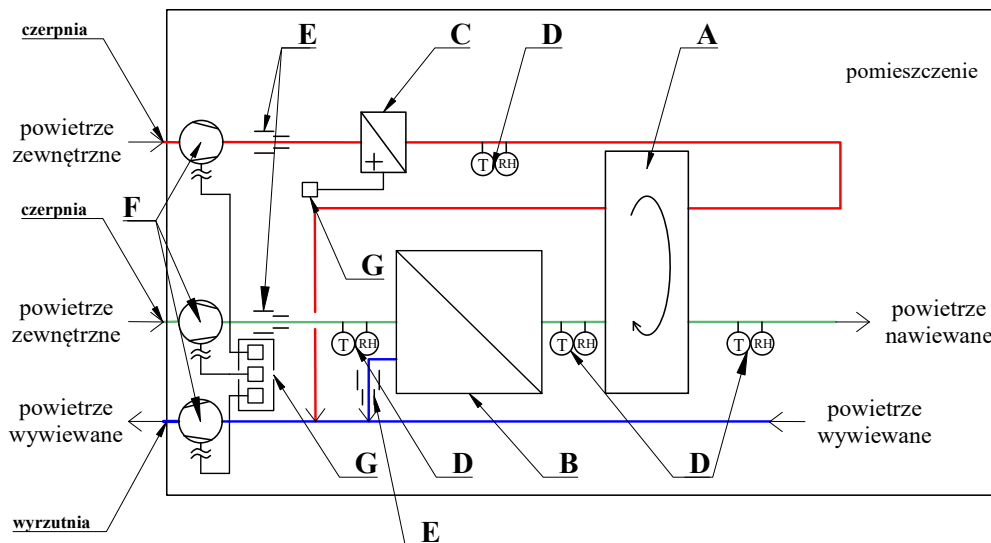 czerpnia
E
C
D
A
pomieszczenie
powietrze
zewnętrzne
+
T
RH
czerpnia
F
G
powietrze
zewnętrzne
T
RH
T
RH
T
RH
powietrze
nawiewane
powietrze
wywiewane
powietrze
wywiewane
G
D
B
D
wyrzutnia
E